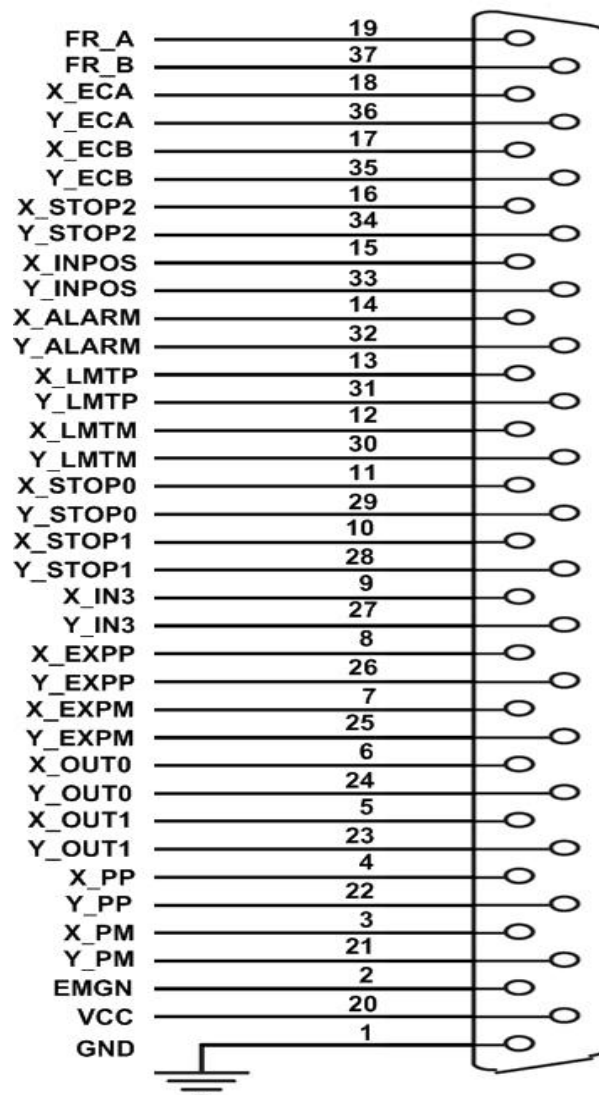 FR_A 19
FR_B 37
X_ECA 18
Y_ECA 36
X_ECB 17
Y_ECB 35
X_STOP2 16
Y_STOP2 34
X_INPOS 15
Y_INPOS 33
X_ALARM 14
Y_ALARM 32
X_LMTP 13
Y_LMTP 31
X_LMTM 12
Y_LMTM 30
X_STOP0 11
Y_STOP0 29
X_STOP1 10
Y_STOP1 28
X_IN3 9
Y_IN3 27
X_EXPP 8
Y_EXPP 26
X_EXPM 7
Y_EXPM 25
X_OUT0 6
Y_OUT0 24
X_OUT1 5
Y_OUT1 23
X_PP 4
Y_PP 22
X_PM 3
Y_PM 21
EMGN 2
VCC 20
GND 1